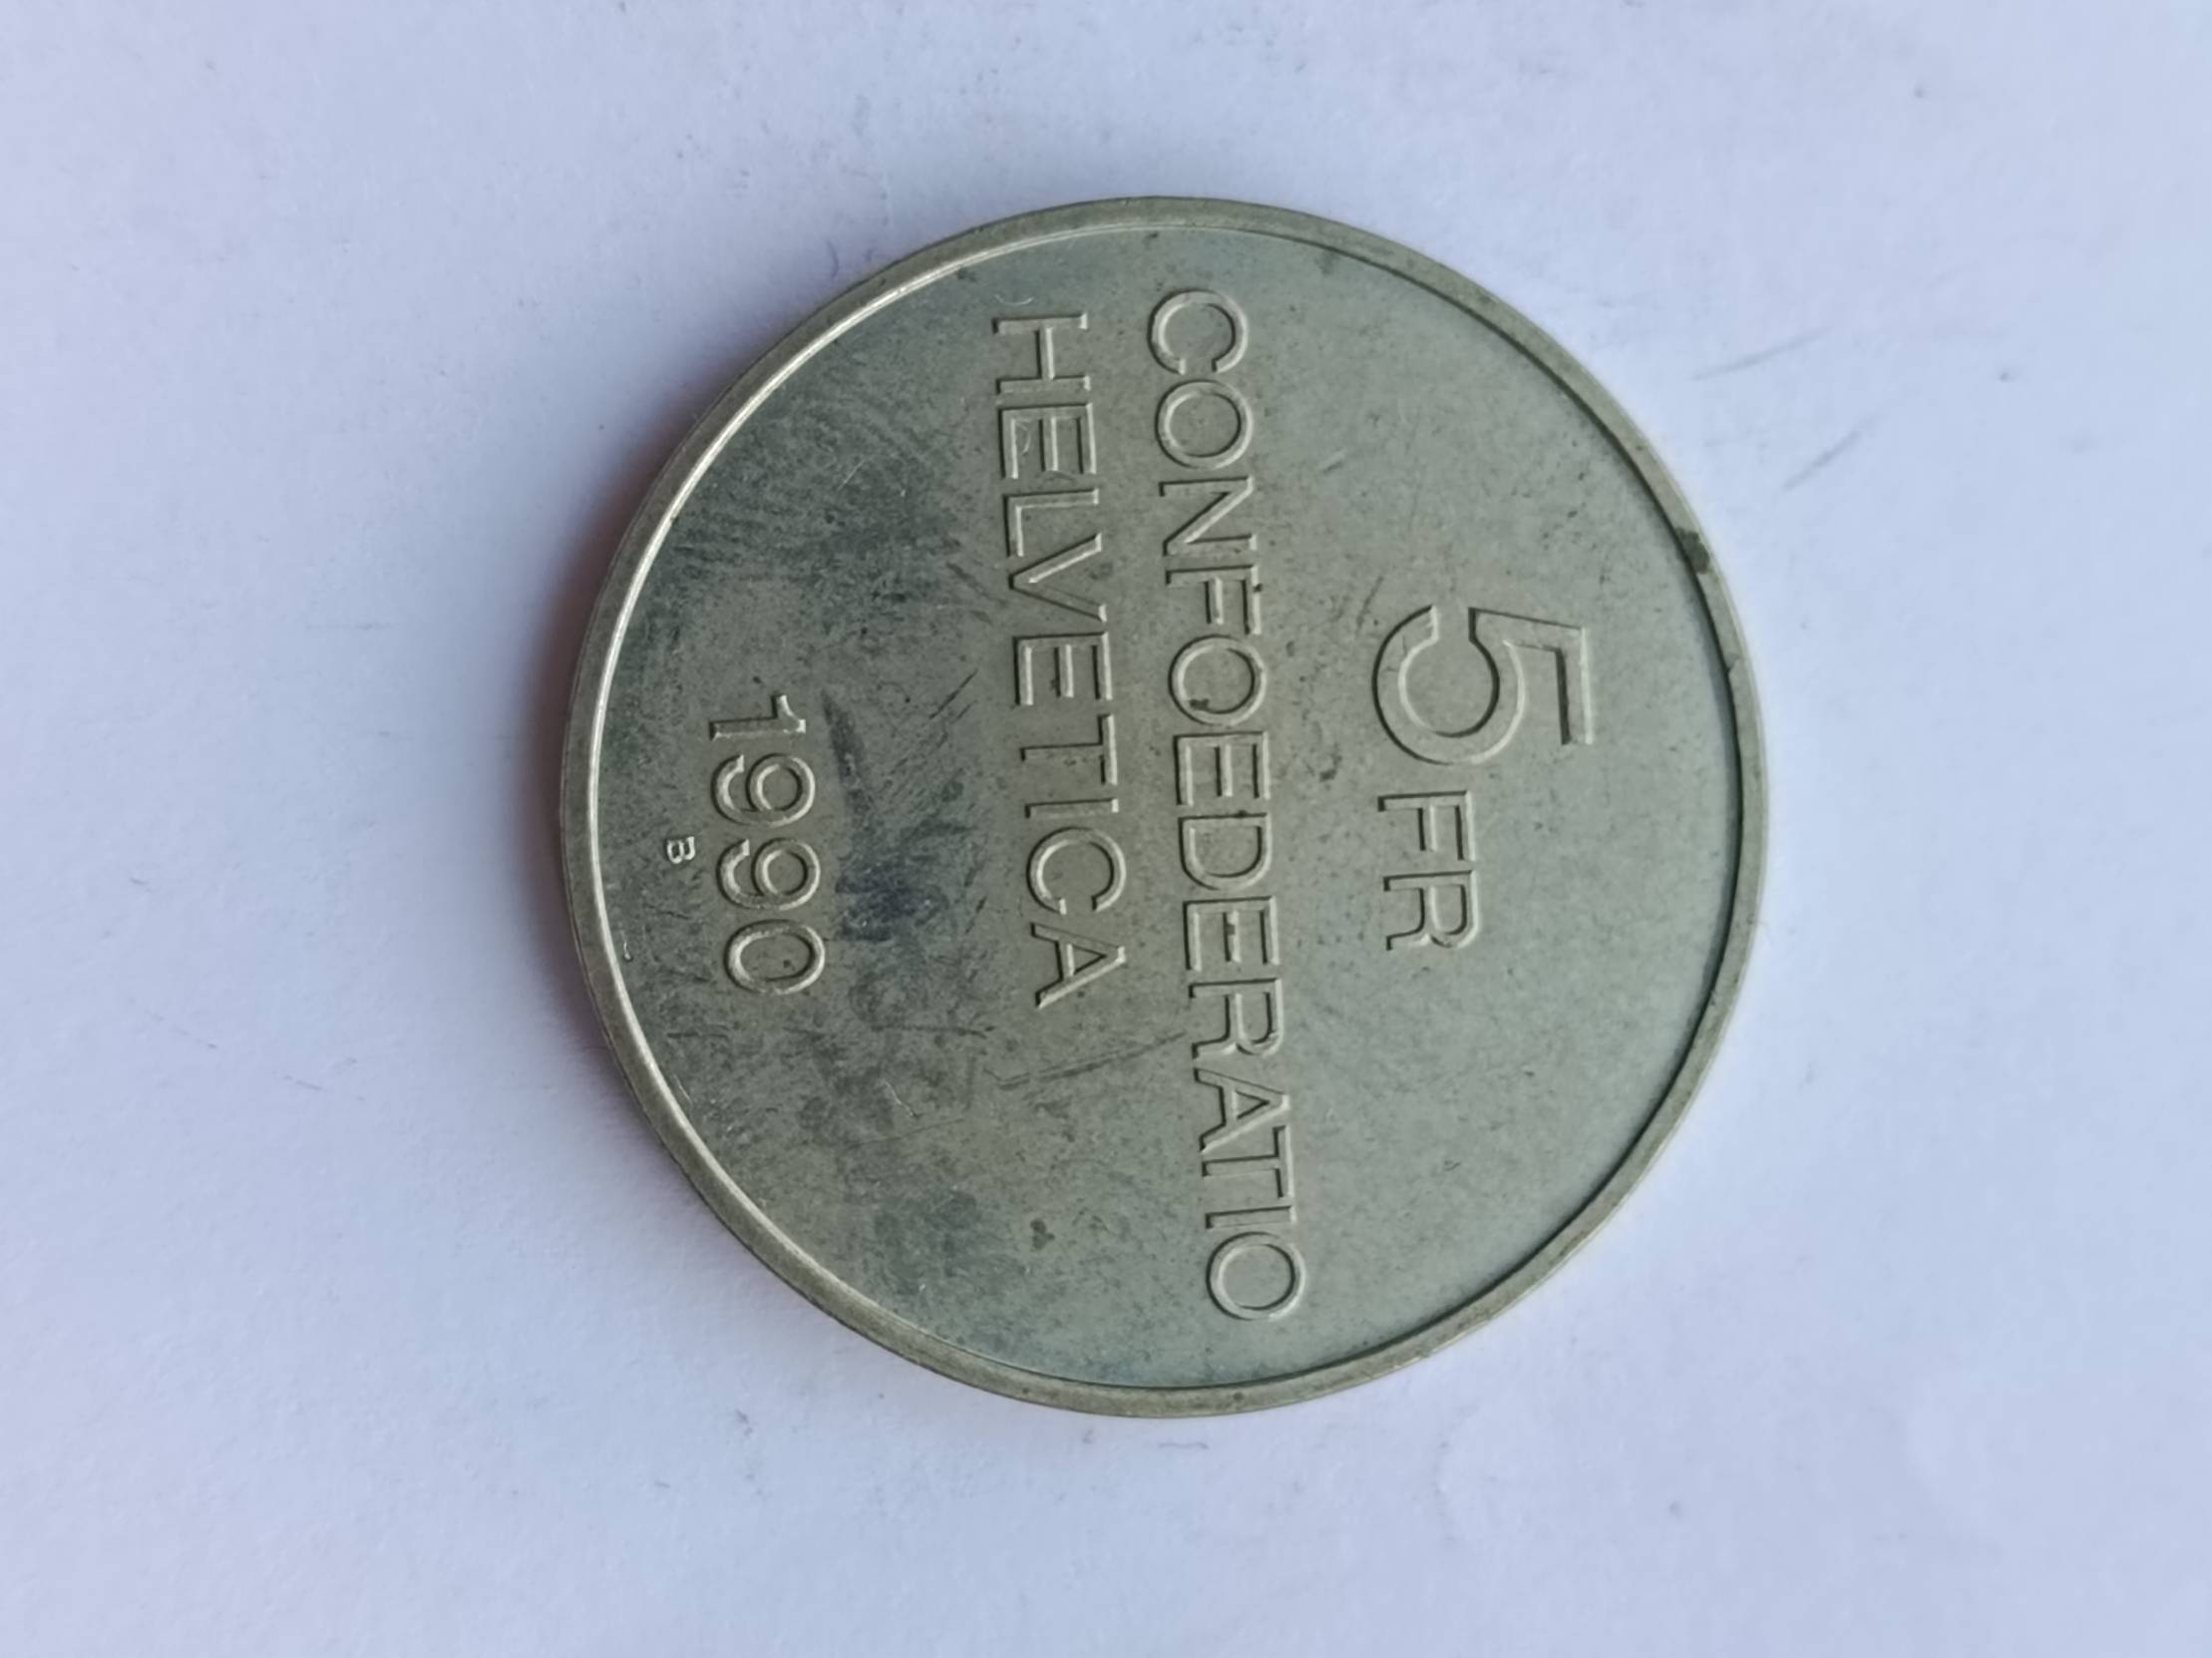 5 FR
CONFOEDERATIO
HELVETICA
1990
B